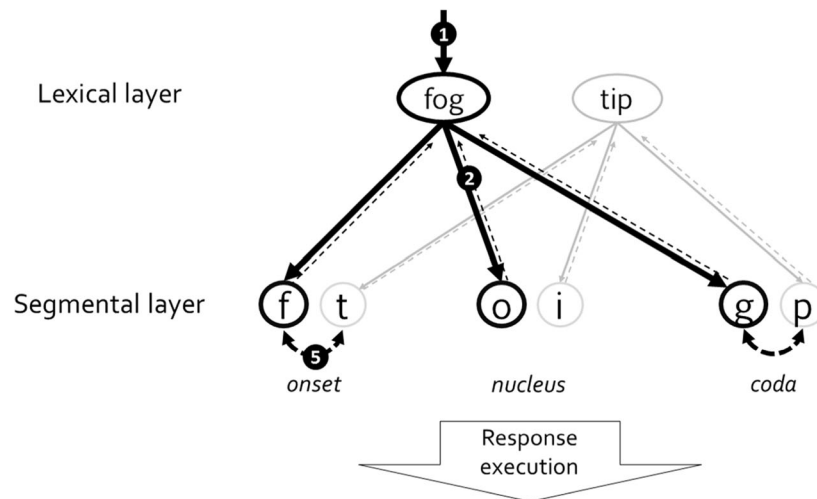 1
Lexical layer fog tip
2
Segmental layer f t o i g p
5
onset nucleus coda
Response
execution